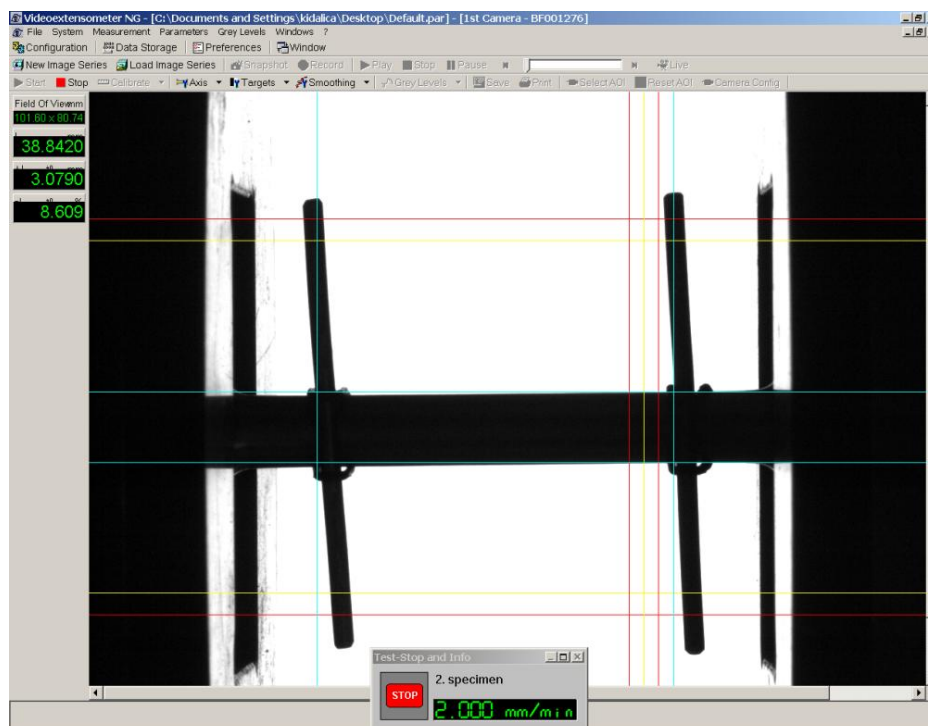 Videoextensometer NG - [C:\Documents and Settings\kidalica\Desktop\Default.par] - [1st Camera - BF001276]
File System Measurement Parameters Grey Levels Windows ?
Configuration Data Storage Preferences Window
New Image Series Load Image Series Snapshot Record Play Stop Pause Live
Start Stop Calibrate Axis Targets Smoothing Grey Levels Save Print Select AOI Reset AOI Camera Config.
Field Of View mm
101.60 x 80.74
38.8420
3.0790
8.609
Test-Stop and Info
2. specimen
STOP
2.000 mm/min